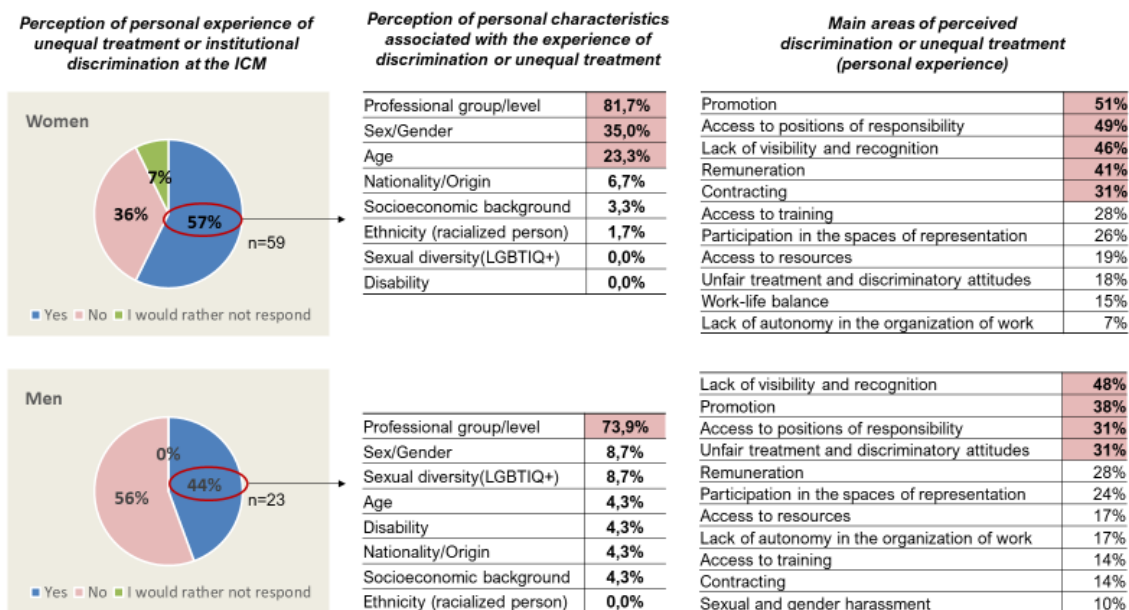 Perception of personal experience of
unequal treatment or institutional
discrimination at the ICM
Perception of personal characteristics
associated with the experience of
discrimination or unequal treatment
Main areas of perceived
discrimination or unequal treatment
(personal experience)
Women
7%
36%
57%
n=59
Yes No I would rather not respond
Professional group/level 81,7%
Sex/Gender 35,0%
Age 23,3%
Nationality/Origin 6,7%
Socioeconomic background 3,3%
Ethnicity (racialized person) 1,7%
Sexual diversity(LGBTIQ+) 0,0%
Disability 0,0%
Promotion 51%
Access to positions of responsibility 49%
Lack of visibility and recognition 46%
Remuneration 41%
Contracting 31%
Access to training 28%
Participation in the spaces of representation 26%
Access to resources 19%
Unfair treatment and discriminatory attitudes 18%
Work-life balance 15%
Lack of autonomy in the organization of work 7%
Men
0%
56%
44%
n=23
Yes No I would rather not respond
Professional group/level 73,9%
Sex/Gender 8,7%
Sexual diversity(LGBTIQ+) 8,7%
Age 4,3%
Disability 4,3%
Nationality/Origin 4,3%
Socioeconomic background 4,3%
Ethnicity (racialized person) 0,0%
Lack of visibility and recognition 48%
Promotion 38%
Access to positions of responsibility 31%
Unfair treatment and discriminatory attitudes 31%
Remuneration 28%
Participation in the spaces of representation 24%
Access to resources 17%
Lack of autonomy in the organization of work 17%
Access to training 14%
Contracting 14%
Sexual and gender harassment 10%